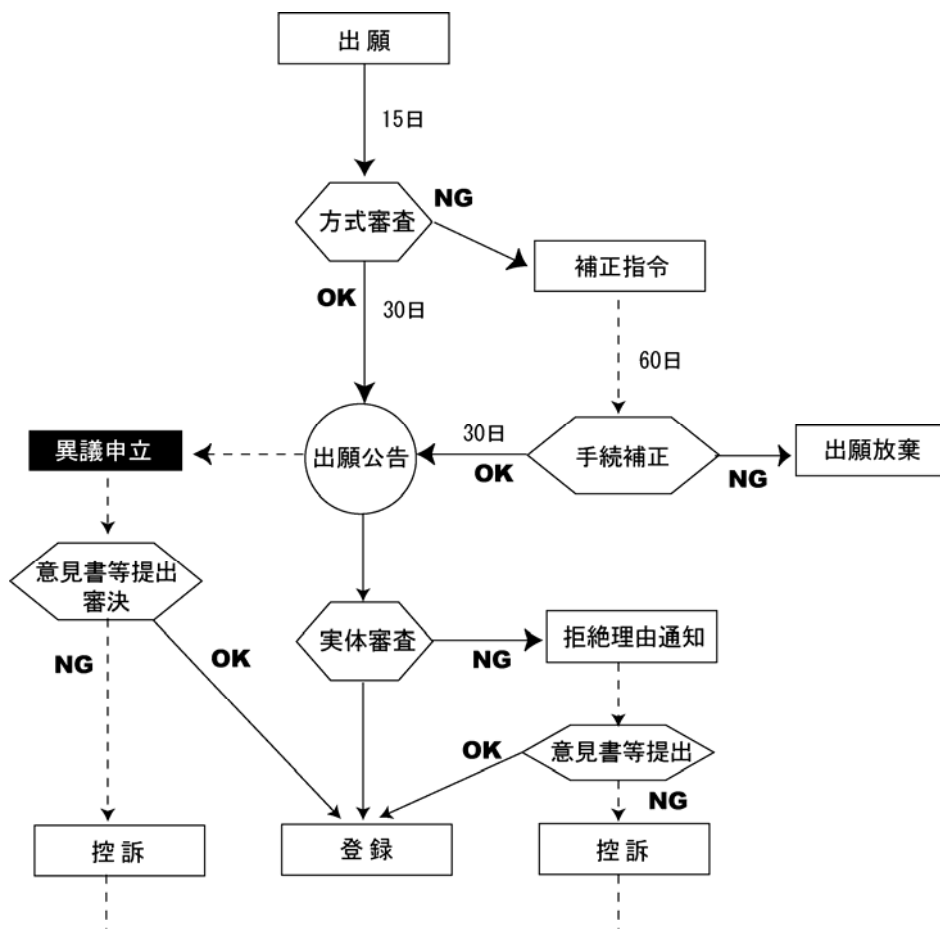 出願
15日
方式審査
NG
補正指令
OK
30日
60日
異議申立
出願公告
30日
OK
手続補正
NG
出願放棄
意見書等提出
審決
実体審査
NG
拒絶理由通知
NG
OK
OK
意見書等提出
NG
控訴
登録
控訴